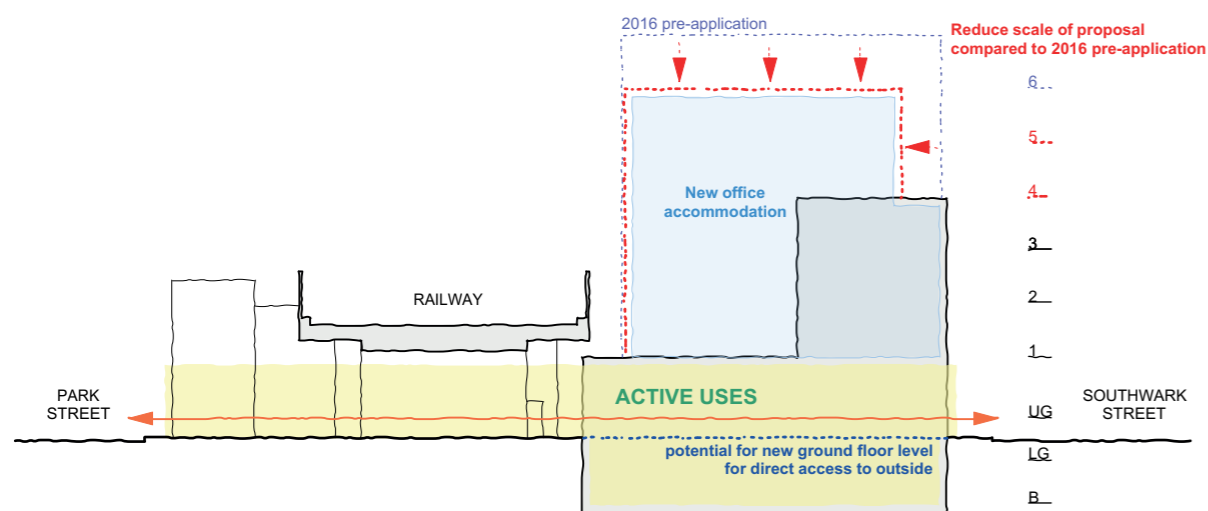 2016 pre-application
Reduce scale of proposal
compared to 2016 pre-application
6
5
4
3
2
1
UG
LG
B
New office
accommodation
RAILWAY
ACTIVE USES
PARK
STREET
SOUTHWARK
STREET
potential for new ground floor level
for direct access to outside